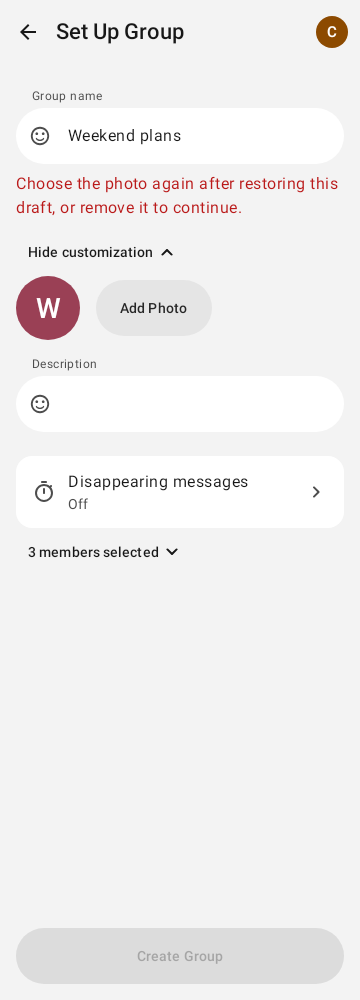 Set Up Group
C
Group name
Weekend plans
Choose the photo again after restoring this
draft, or remove it to continue.
Hide customization
W
Add Photo
Description
Disappearing messages
Off
3 members selected
Create Group